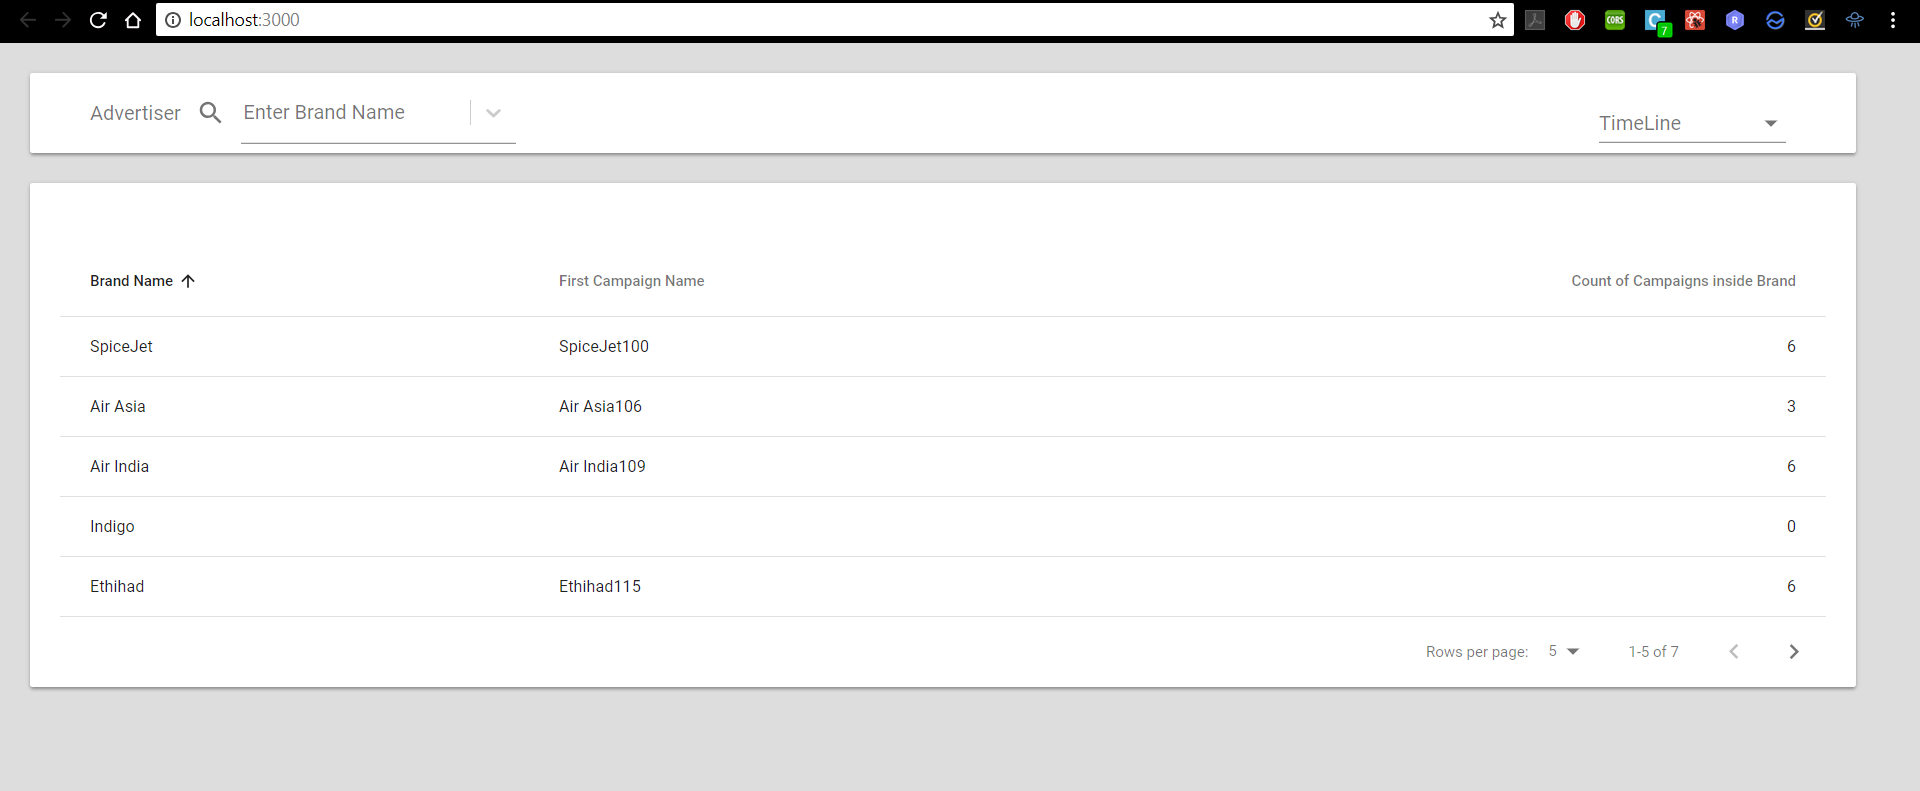 localhost:3000
CORS
7
R
Advertiser Enter Brand Name
TimeLine
Brand Name First Campaign Name Count of Campaigns inside Brand
SpiceJet SpiceJet100 6
Air Asia Air Asia106 3
Air India Air India109 6
Indigo 0
Ethihad Ethihad115 6
Rows per page: 5 1-5 of 7